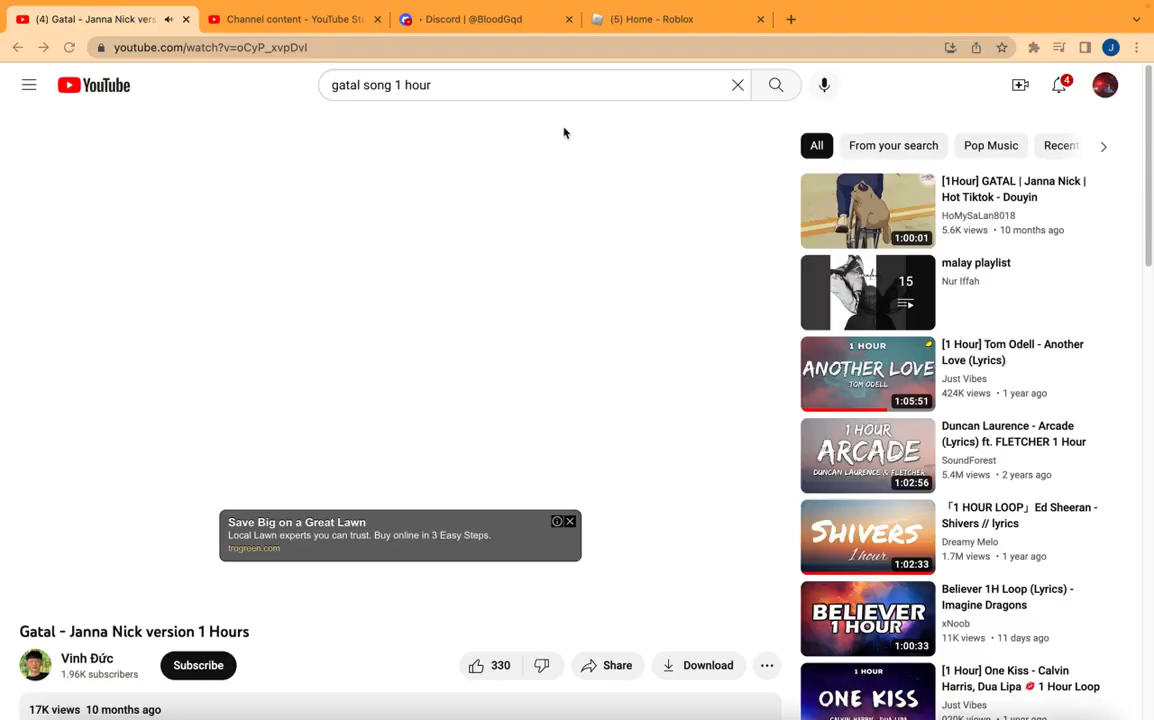 (4) Gatal - Janna Nick vers
Channel content - YouTube St
· Discord | @BloodGqd
(5) Home - Roblox
youtube.com/watch?v=oCyP_xvpDvI
J
YouTube
gatal song 1 hour
4
All
From your search
Pop Music
Recent
[1Hour] GATAL | Janna Nick |
Hot Tiktok - Douyin
HoMySaLan8018
5.6K views · 10 months ago
1:00:01
malay playlist
Nur Iffah
15
1 HOUR
ANOTHER LOVE
TOM ODELL
1:05:51
[1 Hour] Tom Odell - Another
Love (Lyrics)
Just Vibes
424K views · 1 year ago
1 HOUR
ARCADE
DUNCAN LAURENCE & FLETCHER
1:02:56
Duncan Laurence - Arcade
(Lyrics) ft. FLETCHER 1 Hour
SoundForest
5.4M views · 2 years ago
SHIVERS
1 hour
1:02:33
「1 HOUR LOOP」Ed Sheeran -
Shivers // lyrics
Dreamy Melo
1.7M views · 1 year ago
BELIEVER
1 HOUR
1:00:33
Believer 1H Loop (Lyrics) -
Imagine Dragons
xNoob
11K views · 11 days ago
1 HOUR
ONE KISS
[1 Hour] One Kiss - Calvin
Harris, Dua Lipa 💋 1 Hour Loop
Just Vibes
Save Big on a Great Lawn
Local Lawn experts you can trust. Buy online in 3 Easy Steps.
trugreen.com
Gatal - Janna Nick version 1 Hours
Vinh Đức
1.96K subscribers
Subscribe
330
Share
Download
17K views 10 months ago